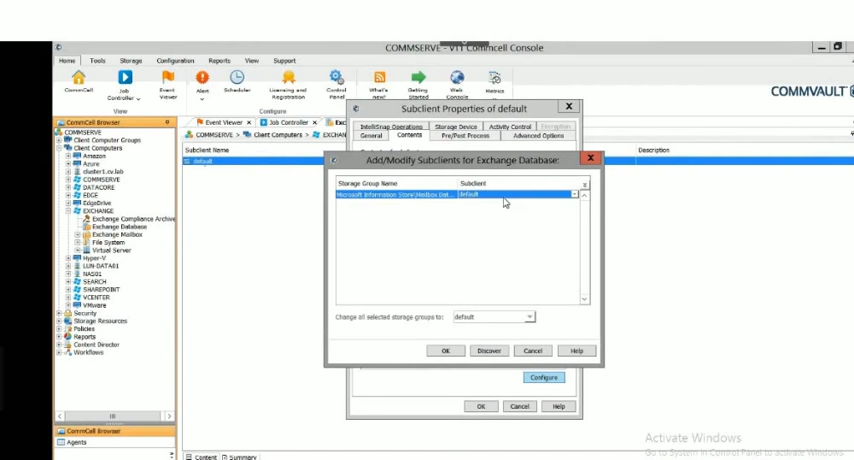 COMMSERVE - V11 Commcell Console
Home Tools Storage Configuration Reports View Support
CommCell Job Controller Event Viewer Alert Scheduler Licensing and Registration Control Panel What's new? Getting Started Web Console Metrics
View Configure
COMMVAULT
CommCell Browser
Event Viewer Job Controller
COMMSERVE > Client Computers >
Subclient Name Description
default
COMMSERVE
Client Computer Groups
Client Computers
Amazon
Azure
cluster1.cv.lab
COMMSERVE
DATACORE
EDGE
EdgeDrive
EXCHANGE
Exchange Compliance Archive
Exchange Database
Exchange Mailbox
File System
Virtual Server
Hyper-V
LUN-DATA01
NAS01
SEARCH
SHAREPOINT
VCENTER
VMware
Security
Storage Resources
Policies
Reports
Content Director
Workflows
CommCell Browser
Agents
Content Summary
Subclient Properties of default
IntelliSnap Operations Storage Device Activity Control Encryption
General Contents Pre/Post Process Advanced Options
Add/Modify Subclients for Exchange Database:
Storage Group Name Subclient
Microsoft Information Store\Mailbox Dat... default
Change all selected storage groups to: default
OK Discover Cancel Help
Configure
OK Cancel Help
Activate Windows
Go to System in Control Panel to activate Windows.